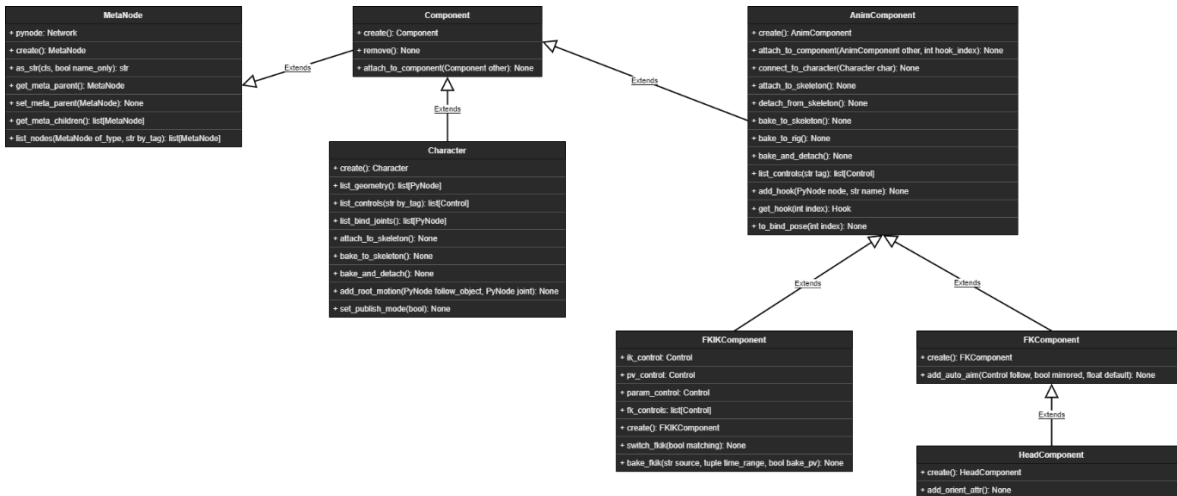 MetaNode
+ pynode: Network
+ create(): MetaNode
+ as_str(cls, bool name_only): str
+ get_meta_parent(): MetaNode
+ set_meta_parent(MetaNode): None
+ get_meta_children(): list[MetaNode]
+ list_nodes(MetaNode of_type, str by_tag): list[MetaNode]
Extends
Component
+ create(): Component
+ remove(): None
+ attach_to_component(Component other): None
Extends
Character
+ create(): Character
+ list_geometry(): list[PyNode]
+ list_controls(str by_tag): list[Control]
+ list_bind_joints(): list[PyNode]
+ attach_to_skeleton(): None
+ bake_to_skeleton(): None
+ bake_and_detach(): None
+ add_root_motion(PyNode follow_object, PyNode joint): None
+ set_publish_mode(bool): None
Extends
AnimComponent
+ create(): AnimComponent
+ attach_to_component(AnimComponent other, int hook_index): None
+ connect_to_character(Character char): None
+ attach_to_skeleton(): None
+ detach_from_skeleton(): None
+ bake_to_skeleton(): None
+ bake_to_rig(): None
+ bake_and_detach(): None
+ list_controls(str tag): list[Control]
+ add_hook(PyNode node, str name): None
+ get_hook(int index): Hook
+ to_bind_pose(int index): None
Extends
Extends
FKIKComponent
+ ik_control: Control
+ pv_control: Control
+ param_control: Control
+ fk_controls: list[Control]
+ create(): FKIKComponent
+ switch_fkik(bool matching): None
+ bake_fkik(str source, tuple time_range, bool bake_pv): None
FKComponent
+ create(): FKComponent
+ add_auto_aim(Control follow, bool mirrored, float default): None
Extends
HeadComponent
+ create(): HeadComponent
+ add_orient_attr(): None